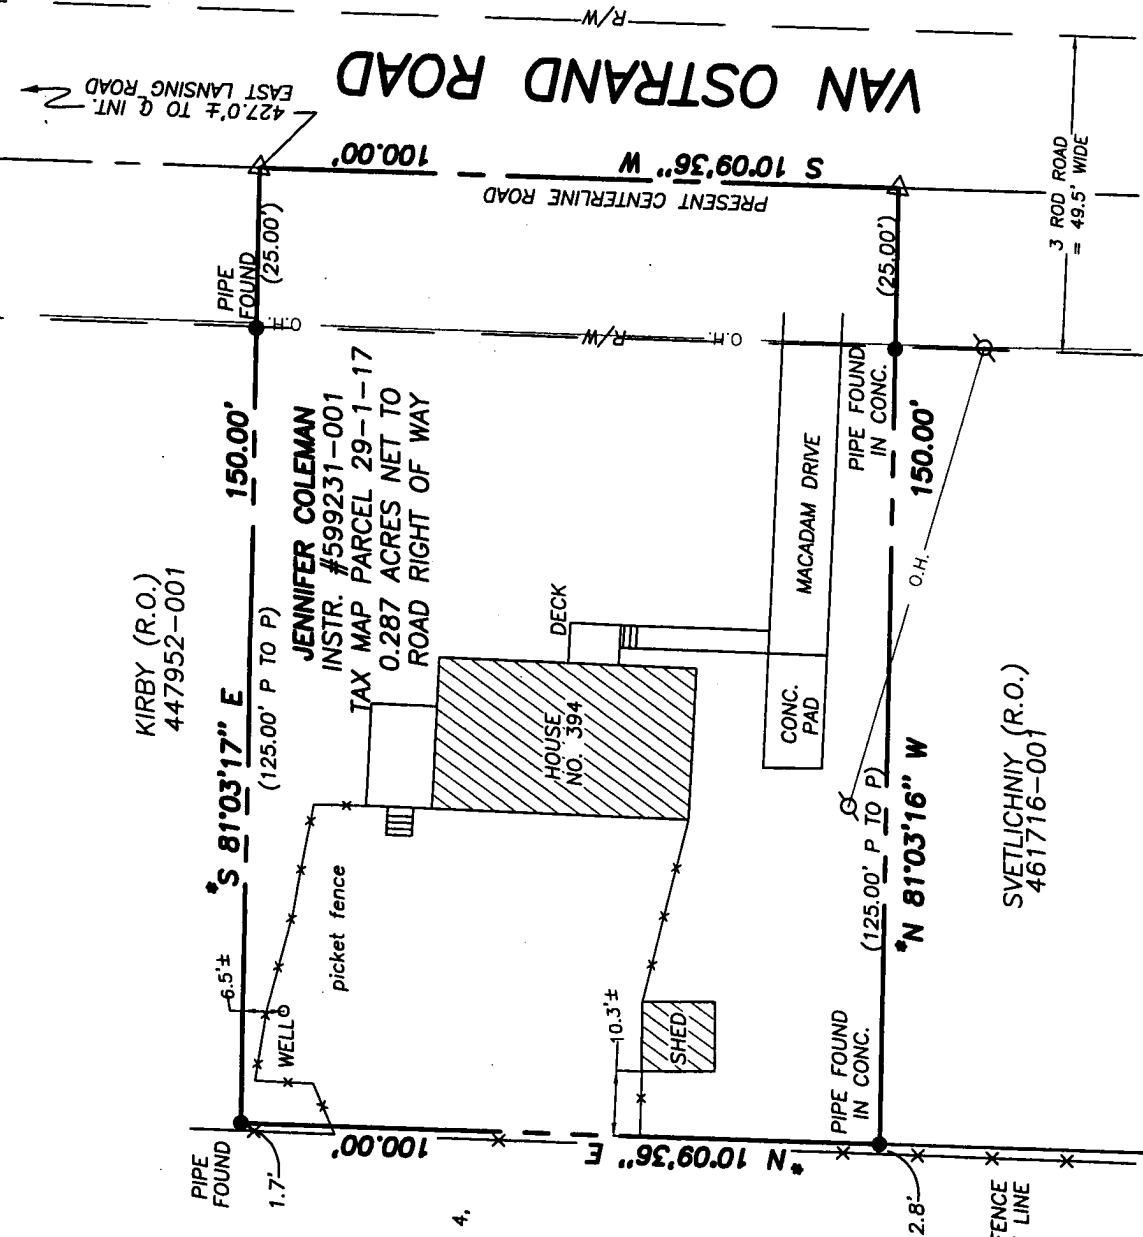 R/W
VAN OSTRAND ROAD
427.0'± TO ℄ INT.
EAST LANSING ROAD
S 10°09'36" W
100.00'
PRESENT CENTERLINE ROAD
3 ROD ROAD
= 49.5' WIDE
PIPE
FOUND
(25.00')
(25.00')
O.H.
R/W
O.H.
150.00'
*S 81°03'17" E
(125.00' P TO P)
KIRBY (R.O.)
447952-001
JENNIFER COLEMAN
INSTR. #599231-001
TAX MAP PARCEL 29-1-17
0.287 ACRES NET TO
ROAD RIGHT OF WAY
PIPE FOUND
IN CONC.
150.00'
MACADAM DRIVE
O.H.
DECK
HOUSE
NO. 394
CONC.
PAD
(125.00' P TO P)
*N 81°03'16" W
SVETLICHNIY (R.O.)
461716-001
picket fence
6.5'±
WELL
10.3'±
SHED
PIPE FOUND
IN CONC.
PIPE
FOUND
1.7'
*N 10°09'36" E
100.00'
2.8'
FENCE
LINE
4,